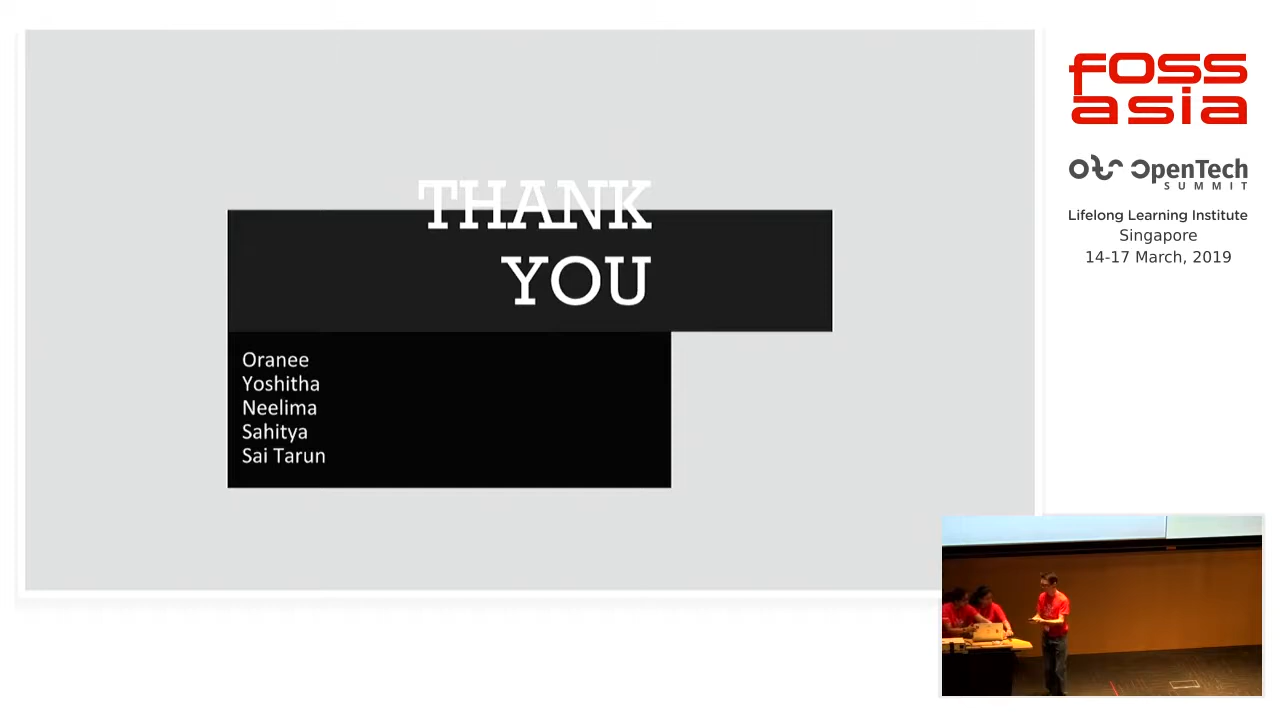 THANK
YOU
Oranee
Yoshitha
Neelima
Sahitya
Sai Tarun
foss
asia
OpenTech
SUMMIT
Lifelong Learning Institute
Singapore
14-17 March, 2019